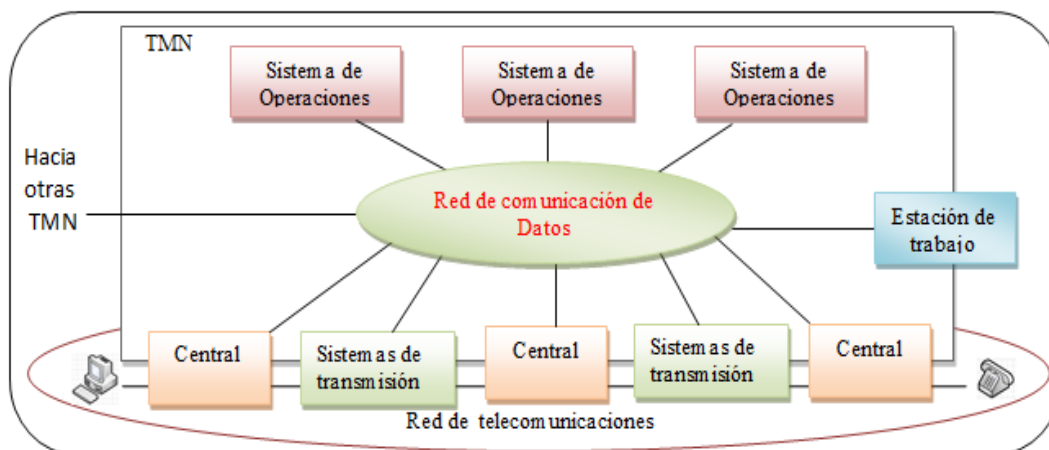 TMN
Sistema de
Operaciones
Sistema de
Operaciones
Sistema de
Operaciones
Hacia
otras
TMN
Red de comunicación de
Datos
Estación de
trabajo
Central
Sistemas de
transmisión
Central
Sistemas de
transmisión
Central
Red de telecomunicaciones